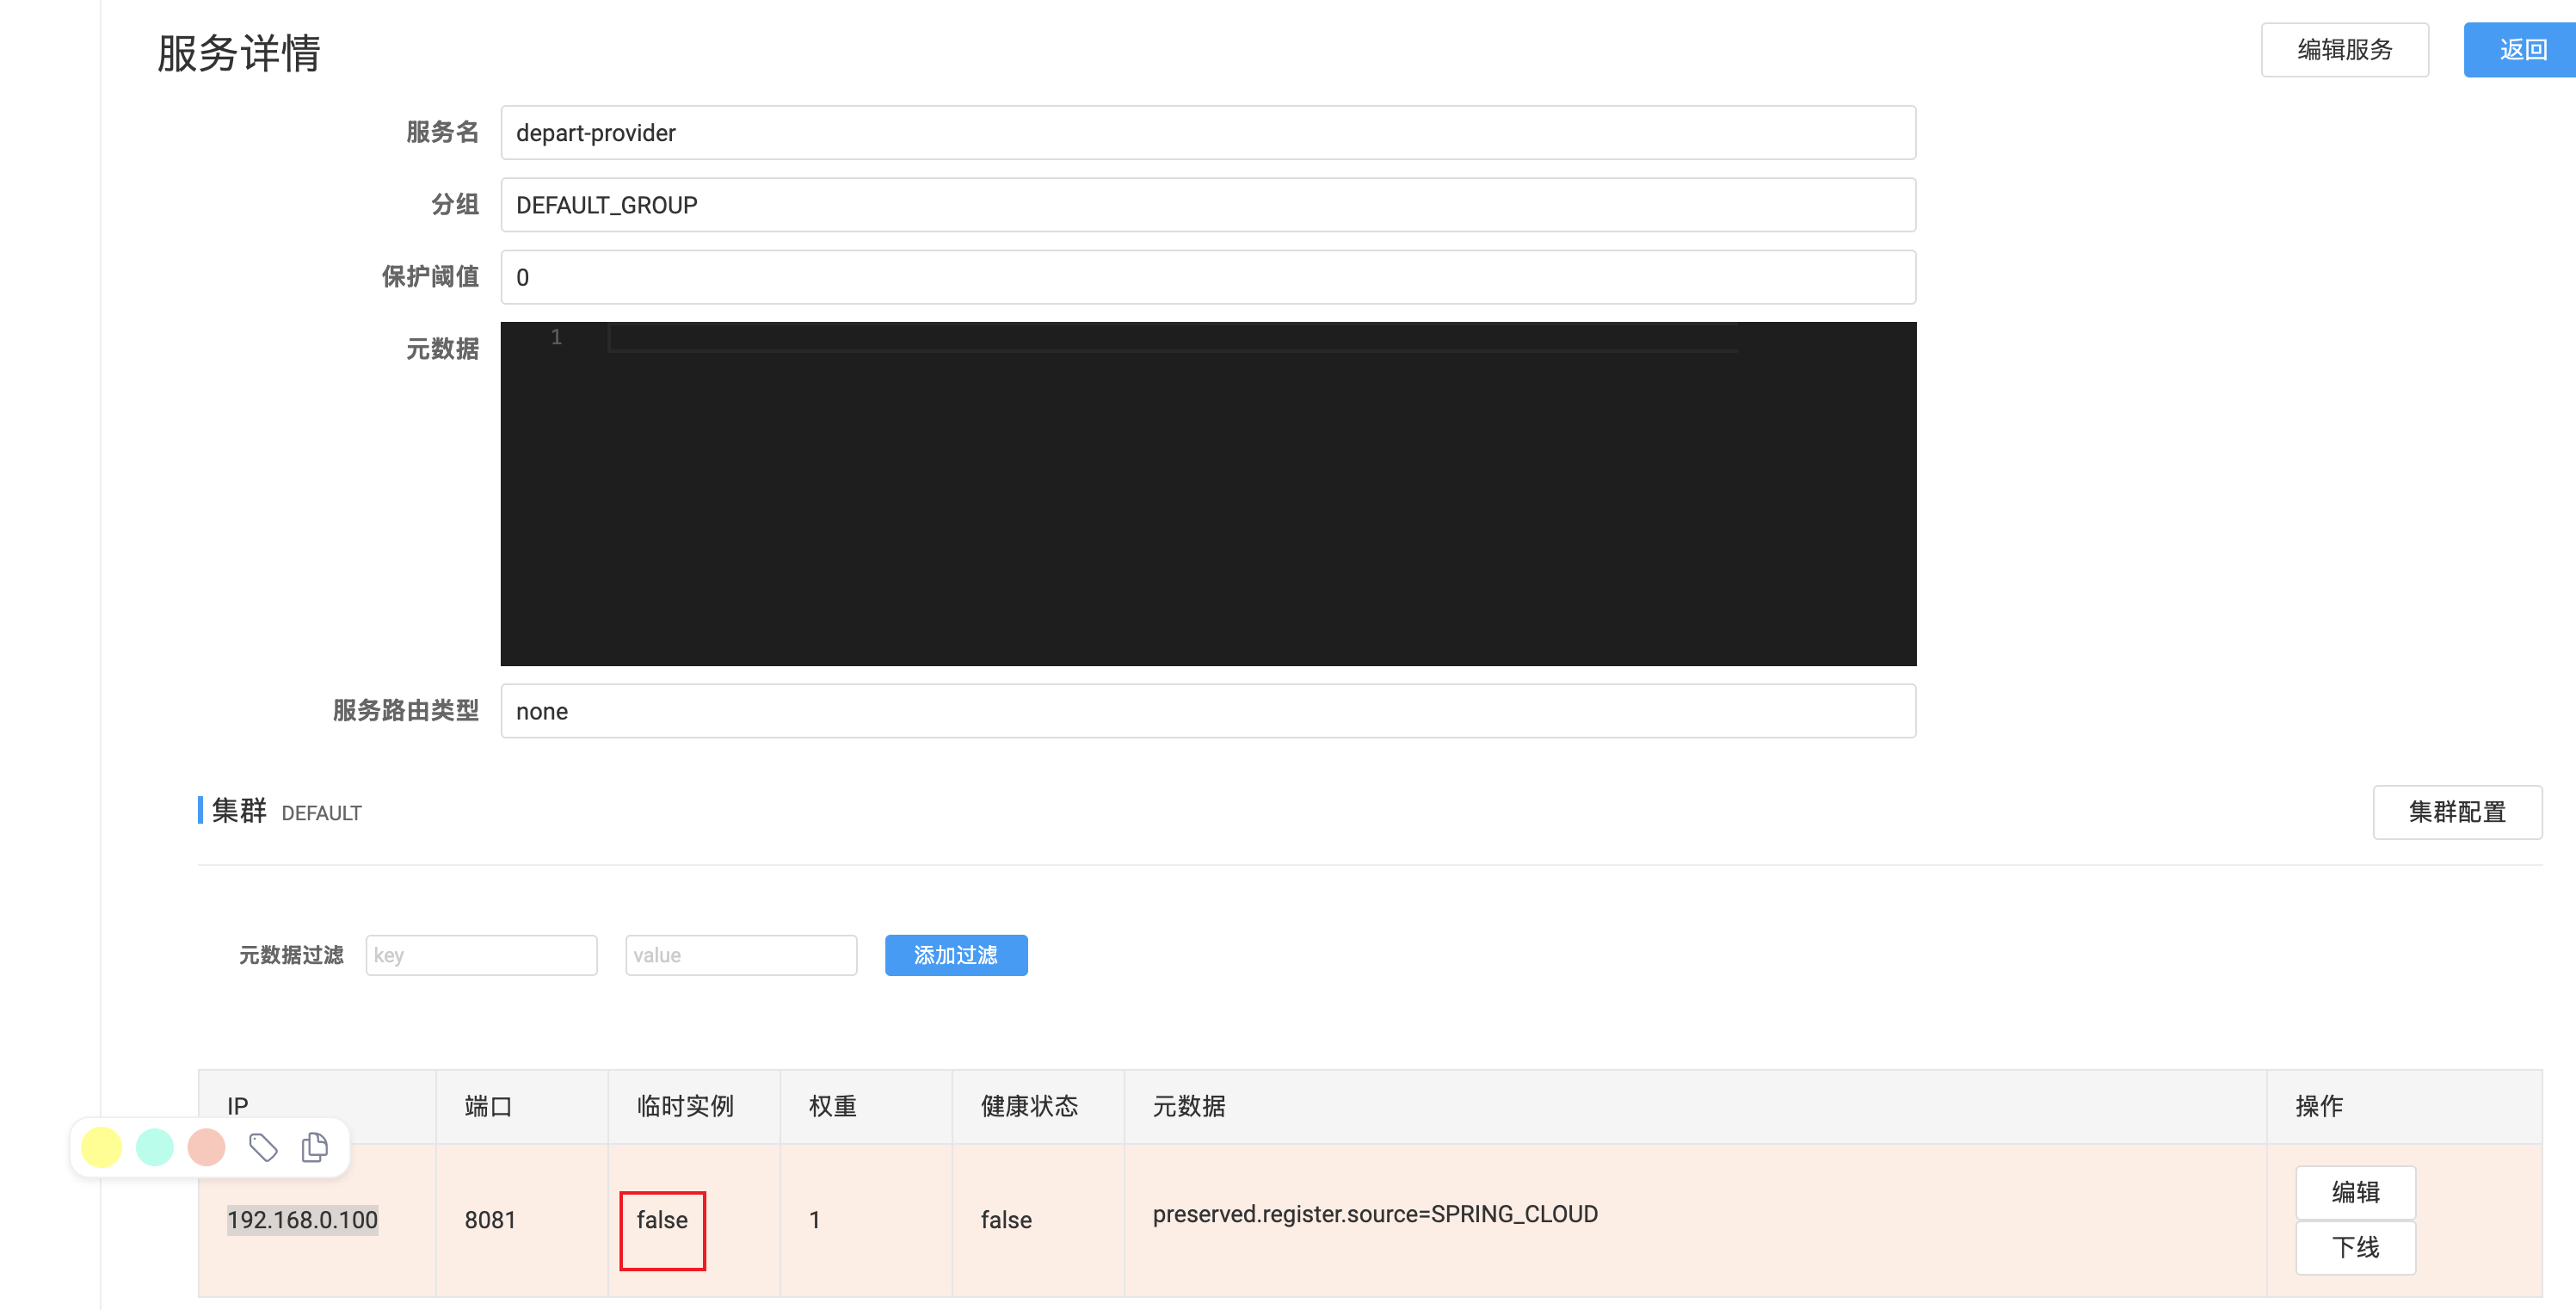 服务详情
编辑服务
返回
服务名
depart-provider
分组
DEFAULT_GROUP
保护阈值
0
元数据
1
服务路由类型
none
集群 DEFAULT
集群配置
元数据过滤 key value 添加过滤
IP 端口 临时实例 权重 健康状态 元数据 操作
192.168.0.100 8081 false 1 false preserved.register.source=SPRING_CLOUD
编辑
下线